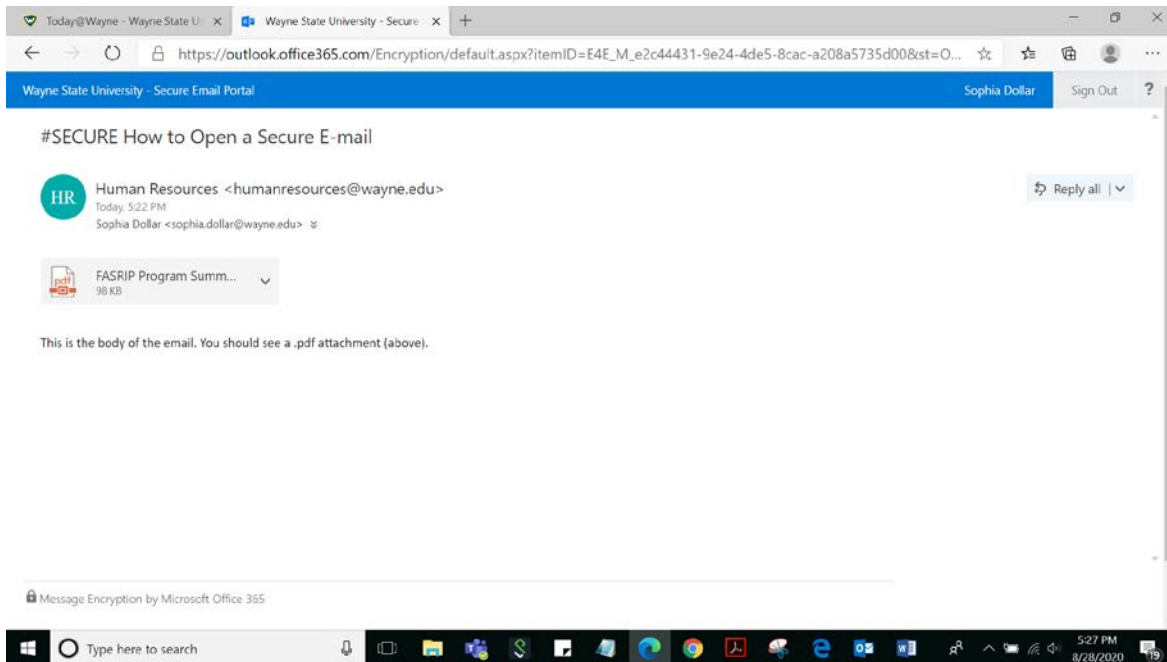 Today@Wayne - Wayne State U
Wayne State University - Secure
https://outlook.office365.com/Encryption/default.aspx?itemID=E4E_M_e2c44431-9e24-4de5-8cac-a208a5735d00&st=O...
Wayne State University - Secure Email Portal
Sophia Dollar
Sign Out
?
#SECURE How to Open a Secure E-mail
HR
Human Resources <humanresources@wayne.edu>
Today, 5:22 PM
Sophia Dollar <sophia.dollar@wayne.edu>
Reply all
pdf
FASRIP Program Summ...
98 KB
This is the body of the email. You should see a .pdf attachment (above).
Message Encryption by Microsoft Office 365
Type here to search
5:27 PM
8/28/2020
19